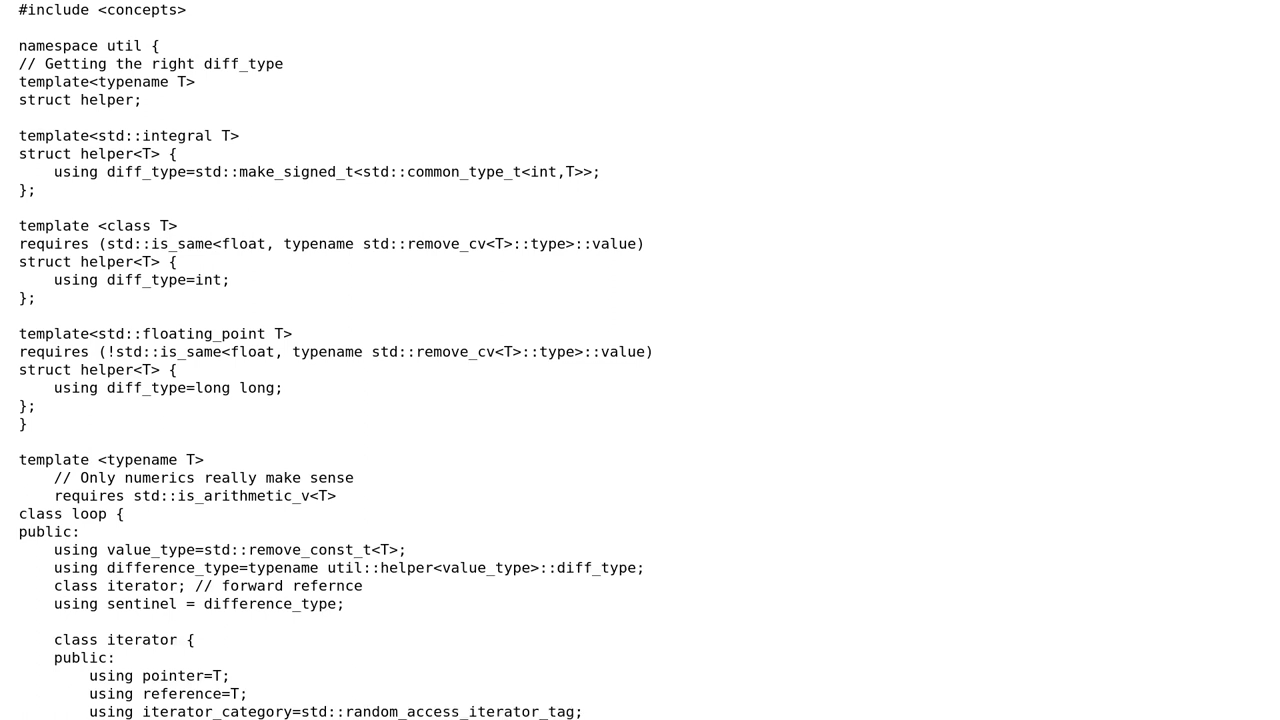 #include <concepts>

namespace util {
// Getting the right diff_type
template<typename T>
struct helper;

template<std::integral T>
struct helper<T> {
    using diff_type=std::make_signed_t<std::common_type_t<int,T>>;
};

template <class T>
requires (std::is_same<float, typename std::remove_cv<T>::type>::value)
struct helper<T> {
    using diff_type=int;
};

template<std::floating_point T>
requires (!std::is_same<float, typename std::remove_cv<T>::type>::value)
struct helper<T> {
    using diff_type=long long;
};
}

template <typename T>
    // Only numerics really make sense
    requires std::is_arithmetic_v<T>
class loop {
public:
    using value_type=std::remove_const_t<T>;
    using difference_type=typename util::helper<value_type>::diff_type;
    class iterator; // forward refernce
    using sentinel = difference_type;

    class iterator {
    public:
        using pointer=T;
        using reference=T;
        using iterator_category=std::random_access_iterator_tag;